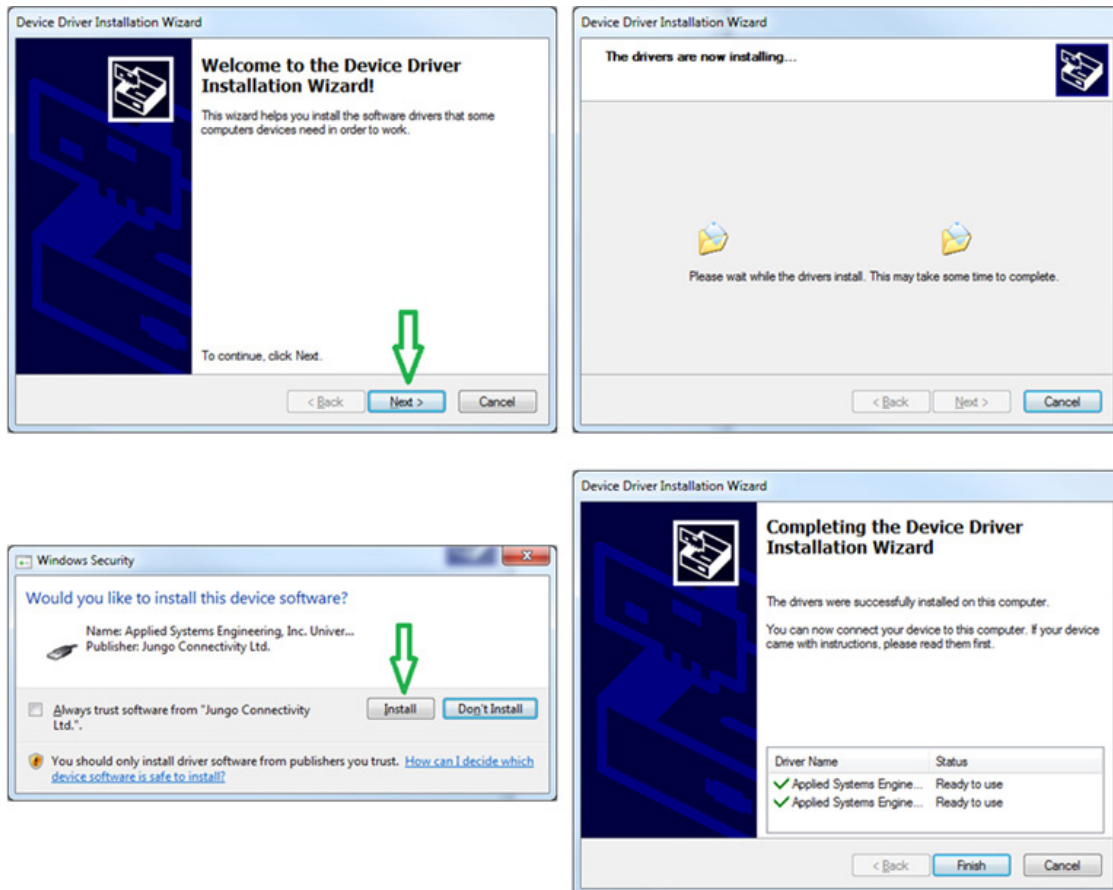 Device Driver Installation Wizard
Welcome to the Device Driver
Installation Wizard!
This wizard helps you install the software drivers that some
computers devices need in order to work.
To continue, click Next.
< Back
Next >
Cancel
Device Driver Installation Wizard
The drivers are now installing...
Please wait while the drivers install. This may take some time to complete.
< Back
Next >
Cancel
Windows Security
Would you like to install this device software?
Name: Applied Systems Engineering, Inc. Univer...
Publisher: Jungo Connectivity Ltd.
Always trust software from "Jungo Connectivity
Ltd.".
Install
Don't Install
You should only install driver software from publishers you trust. How can I decide which
device software is safe to install?
Device Driver Installation Wizard
Completing the Device Driver
Installation Wizard
The drivers were successfully installed on this computer.
You can now connect your device to this computer. If your device
came with instructions, please read them first.
Driver Name Status
Applied Systems Engine... Ready to use
Applied Systems Engine... Ready to use
< Back
Finish
Cancel